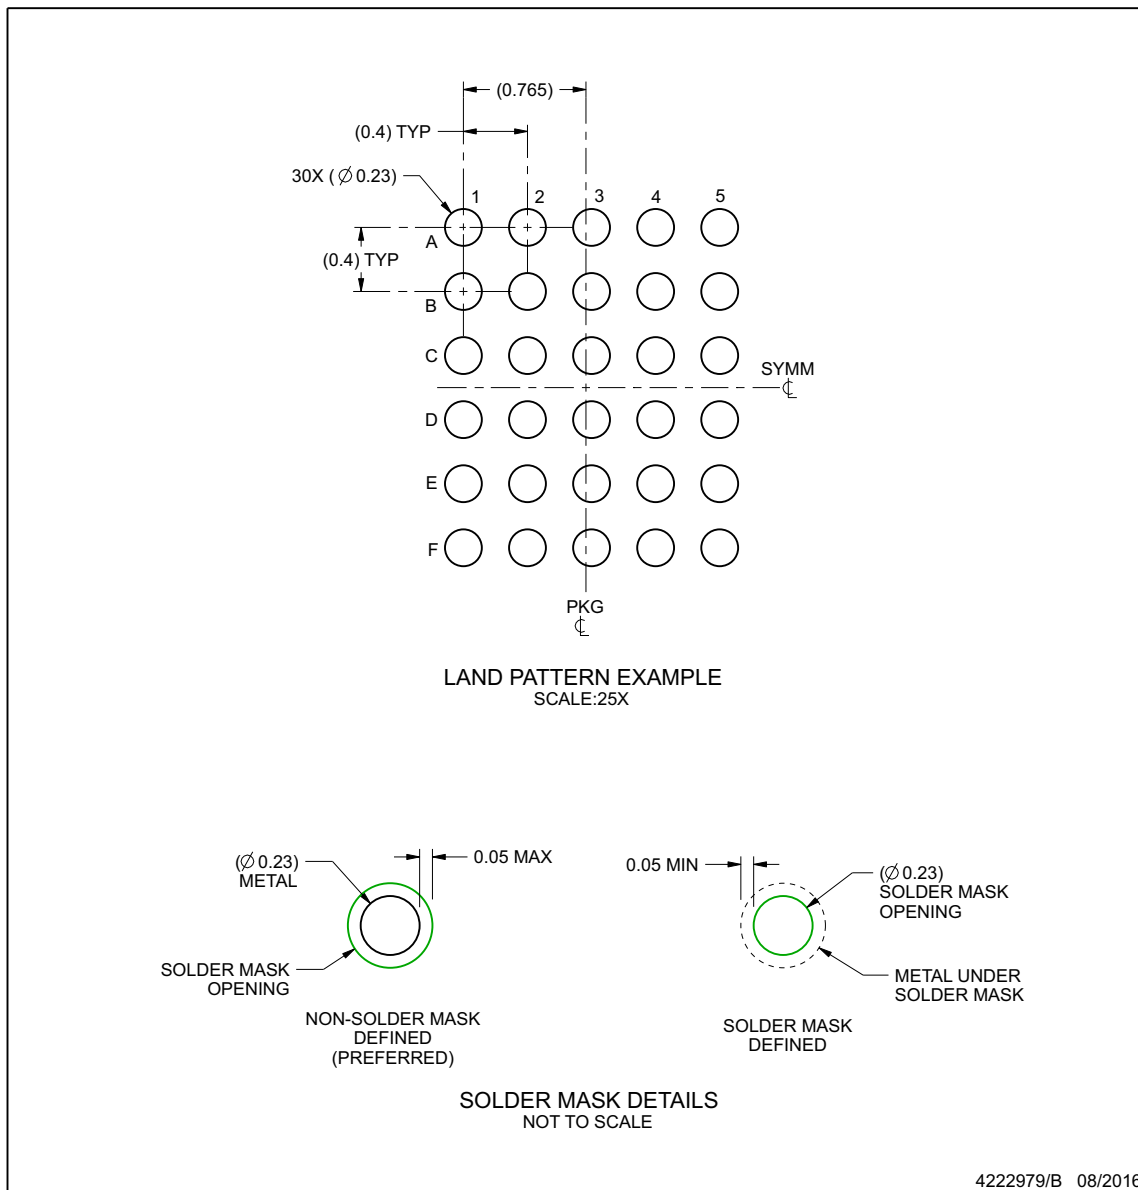 (0.765)
(0.4) TYP
30X ( ∅ 0.23)
1 2 3 4 5
A
(0.4) TYP
B
C
SYMM
℄
D
E
F
PKG
℄
LAND PATTERN EXAMPLE
SCALE:25X
(∅ 0.23)
METAL
0.05 MAX
SOLDER MASK
OPENING
NON-SOLDER MASK
DEFINED
(PREFERRED)
0.05 MIN
(∅ 0.23)
SOLDER MASK
OPENING
METAL UNDER
SOLDER MASK
SOLDER MASK
DEFINED
SOLDER MASK DETAILS
NOT TO SCALE
4222979/B 08/2016